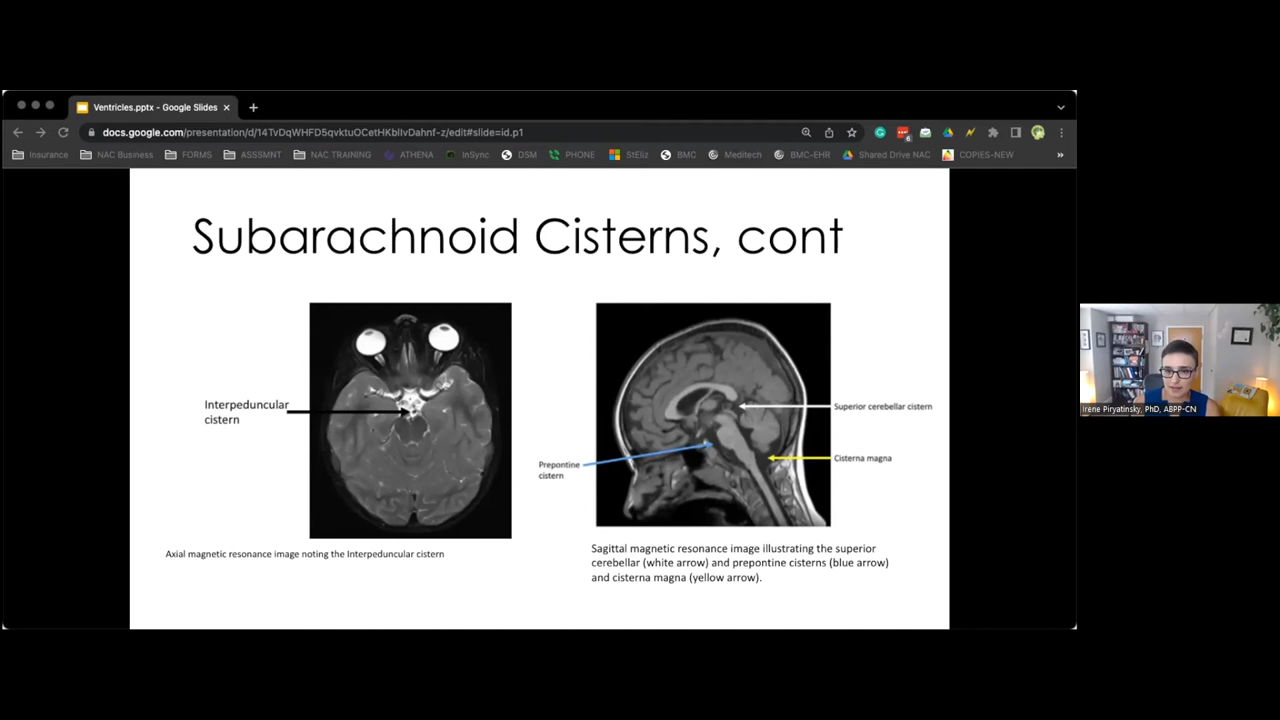 Ventricles.pptx - Google Slides
docs.google.com/presentation/d/14TvDqWHFD5qvktuOCetHKblIvDahnf-z/edit#slide=id.p1
Insurance NAC Business FORMS ASSSMNT NAC TRAINING ATHENA InSync DSM PHONE StEliz BMC Meditech BMC-EHR Shared Drive NAC COPIES-NEW »
Subarachnoid Cisterns, cont
Interpeduncular
cistern
Axial magnetic resonance image noting the Interpeduncular cistern
Superior cerebellar cistern
Prepontine
cistern
Cisterna magna
Sagittal magnetic resonance image illustrating the superior
cerebellar (white arrow) and prepontine cisterns (blue arrow)
and cisterna magna (yellow arrow).
Irene Piryatinsky, PhD, ABPP-CN